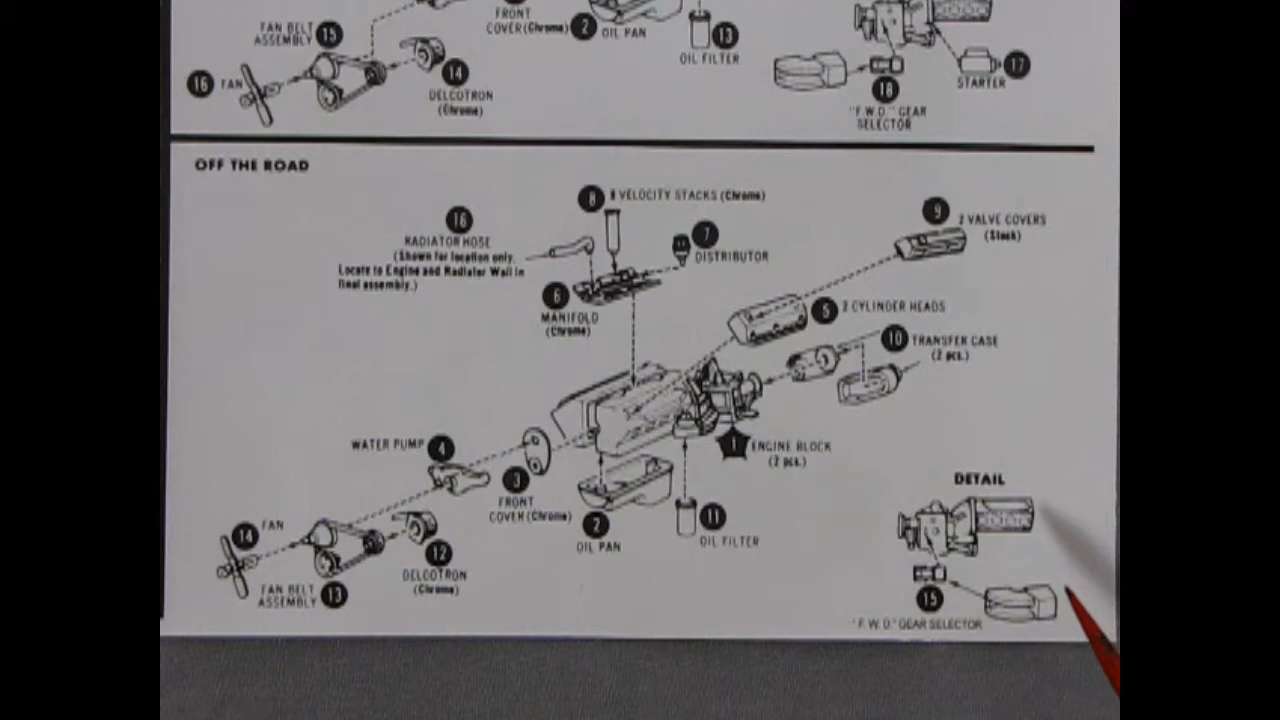 FRONT
COVER (Chrome)
2
OIL PAN
13
OIL FILTER
FAN BELT
ASSEMBLY
15
16
FAN
14
DELCOTRON
(Chrome)
17
STARTER
18
"F.W.D." GEAR
SELECTOR
OFF THE ROAD
8
8 VELOCITY STACKS (Chrome)
16
RADIATOR HOSE
(Shown for location only.
Locate to Engine and Radiator Wall in
final assembly.)
7
DISTRIBUTOR
9
2 VALVE COVERS
(Stock)
6
MANIFOLD
(Chrome)
5
2 CYLINDER HEADS
10
TRANSFER CASE
(2 pcs.)
WATER PUMP
4
1
ENGINE BLOCK
(2 pcs.)
3
FRONT
COVER (Chrome)
2
OIL PAN
11
OIL FILTER
14
FAN
12
DELCOTRON
(Chrome)
FAN BELT
ASSEMBLY
13
DETAIL
15
"F.W.D." GEAR SELECTOR